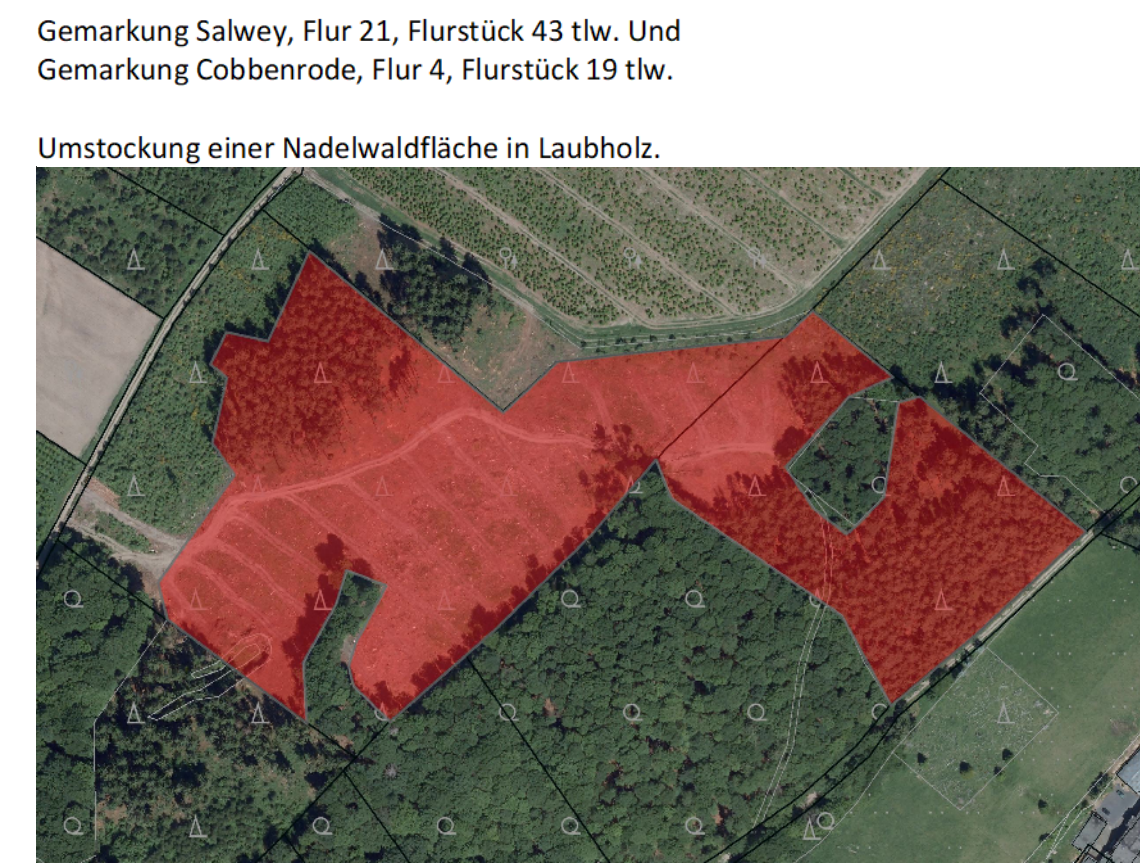 Gemarkung Salwey, Flur 21, Flurstück 43 tlw. Und
Gemarkung Cobbenrode, Flur 4, Flurstück 19 tlw.
Umstockung einer Nadelwaldfläche in Laubholz.